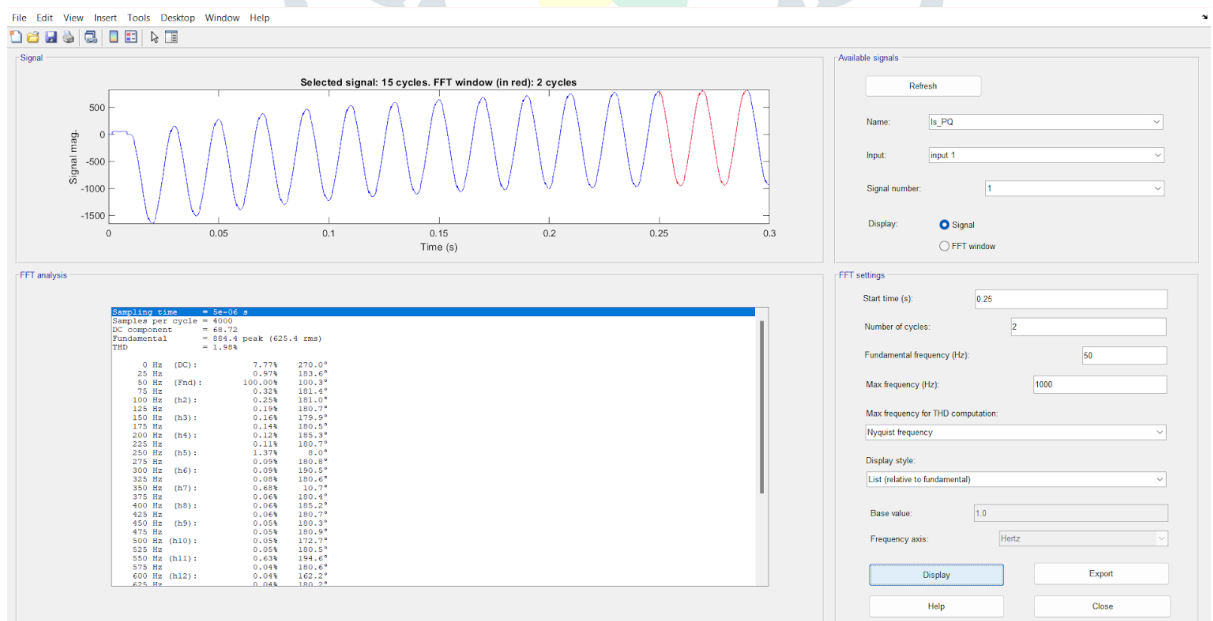 File Edit View Insert Tools Desktop Window Help
Signal
Selected signal: 15 cycles. FFT window (in red): 2 cycles
500
0
-500
-1000
-1500
Signal mag.
0 0.05 0.1 0.15 0.2 0.25 0.3
Time (s)
Available signals
Refresh
Name: Is_PQ
Input: input 1
Signal number: 1
Display: Signal
FFT window
FFT analysis
Sampling time = 5e-06 s
Samples per cycle = 4000
DC component = 68.72
Fundamental = 884.4 peak (625.4 rms)
THD = 1.98%
0 Hz (DC): 7.77% 270.0°
25 Hz 0.97% 183.6°
50 Hz (Fnd): 100.00% 100.3°
75 Hz 0.32% 181.4°
100 Hz (h2): 0.25% 181.0°
125 Hz 0.19% 180.7°
150 Hz (h3): 0.16% 179.9°
175 Hz 0.14% 180.5°
200 Hz (h4): 0.12% 185.3°
225 Hz 0.11% 180.7°
250 Hz (h5): 1.37% 8.0°
275 Hz 0.09% 180.8°
300 Hz (h6): 0.09% 190.5°
325 Hz 0.08% 180.6°
350 Hz (h7): 0.68% 10.7°
375 Hz 0.06% 180.4°
400 Hz (h8): 0.06% 185.2°
425 Hz 0.06% 180.7°
450 Hz (h9): 0.05% 180.3°
475 Hz 0.05% 180.9°
500 Hz (h10): 0.05% 172.7°
525 Hz 0.05% 180.5°
550 Hz (h11): 0.63% 194.6°
575 Hz 0.04% 180.6°
600 Hz (h12): 0.04% 162.2°
625 Hz 0.04% 180.2°
FFT settings
Start time (s): 0.25
Number of cycles: 2
Fundamental frequency (Hz): 50
Max frequency (Hz): 1000
Max frequency for THD computation:
Nyquist frequency
Display style:
List (relative to fundamental)
Base value: 1.0
Frequency axis: Hertz
Display Export
Help Close